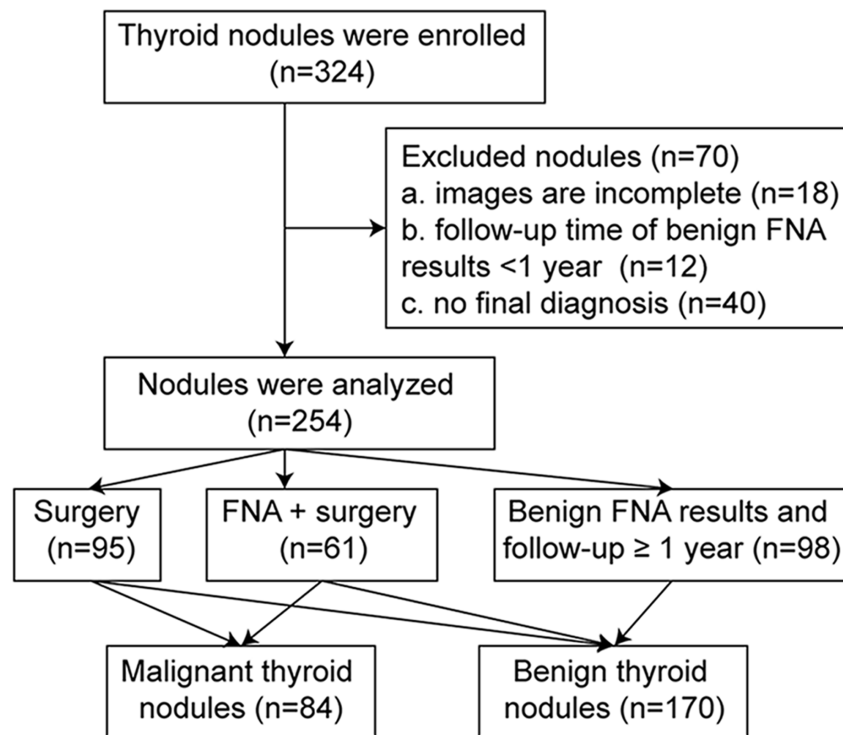 Thyroid nodules were enrolled
(n=324)
Excluded nodules (n=70)
a. images are incomplete (n=18)
b. follow-up time of benign FNA
results <1 year (n=12)
c. no final diagnosis (n=40)
Nodules were analyzed
(n=254)
Surgery
(n=95)
FNA + surgery
(n=61)
Benign FNA results and
follow-up ≥ 1 year (n=98)
Malignant thyroid
nodules (n=84)
Benign thyroid
nodules (n=170)